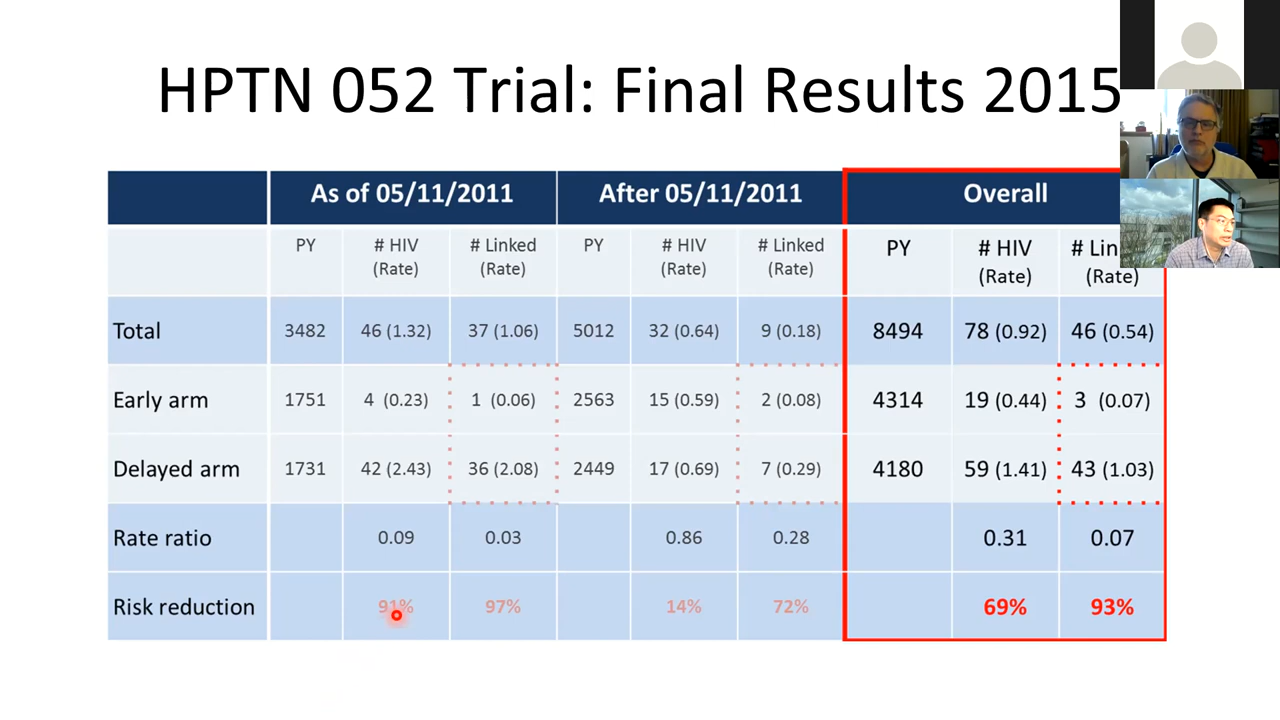 HPTN 052 Trial: Final Results 2015
As of 05/11/2011 After 05/11/2011 Overall
PY # HIV (Rate) # Linked (Rate) PY # HIV (Rate) # Linked (Rate) PY # HIV (Rate) # Lin (Rate)
Total 3482 46 (1.32) 37 (1.06) 5012 32 (0.64) 9 (0.18) 8494 78 (0.92) 46 (0.54)
Early arm 1751 4 (0.23) 1 (0.06) 2563 15 (0.59) 2 (0.08) 4314 19 (0.44) 3 (0.07)
Delayed arm 1731 42 (2.43) 36 (2.08) 2449 17 (0.69) 7 (0.29) 4180 59 (1.41) 43 (1.03)
Rate ratio 0.09 0.03 0.86 0.28 0.31 0.07
Risk reduction 91% 97% 14% 72% 69% 93%